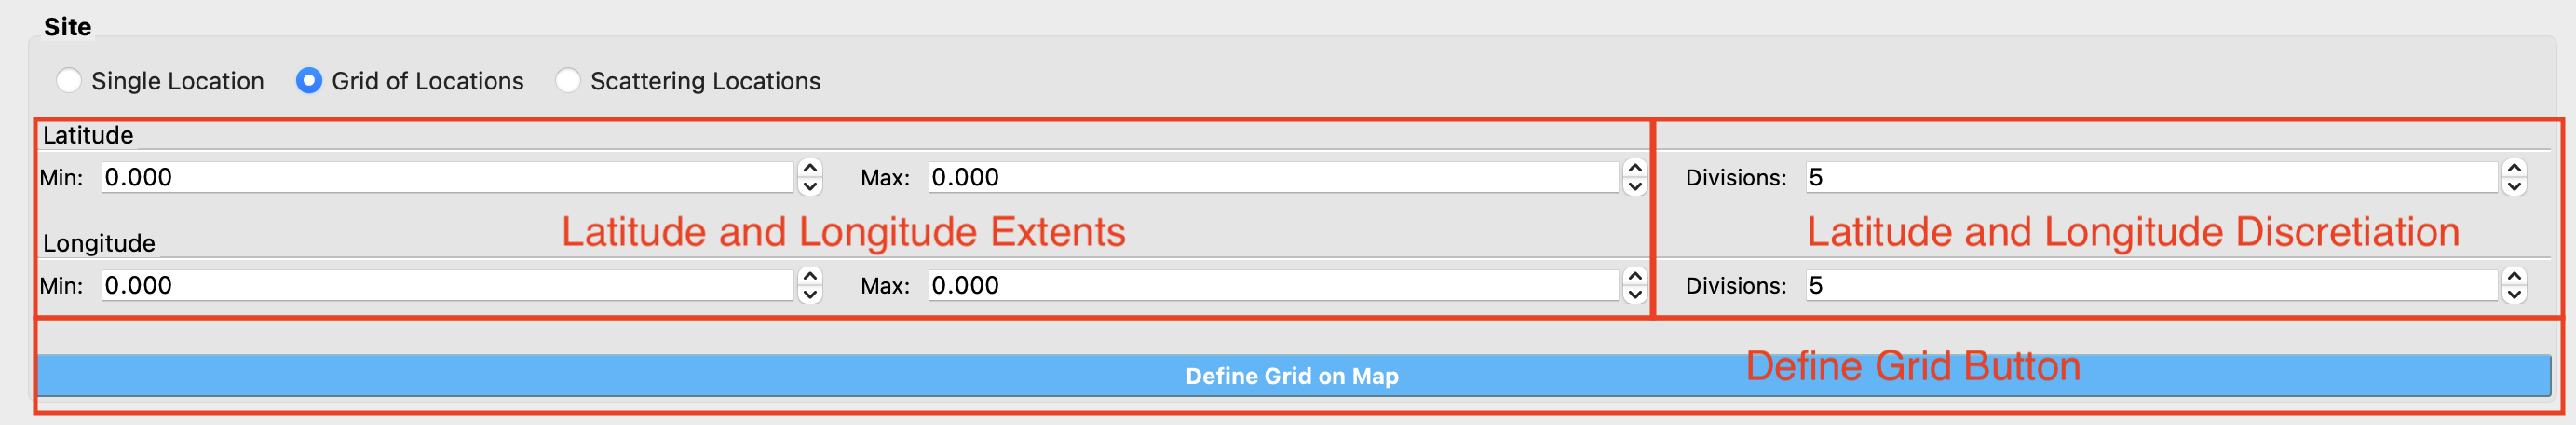 Site
Single Location Grid of Locations Scattering Locations
Latitude
Min: 0.000 Max: 0.000 Divisions: 5
Latitude and Longitude Extents Latitude and Longitude Discretiation
Longitude
Min: 0.000 Max: 0.000 Divisions: 5
Define Grid on Map Define Grid Button